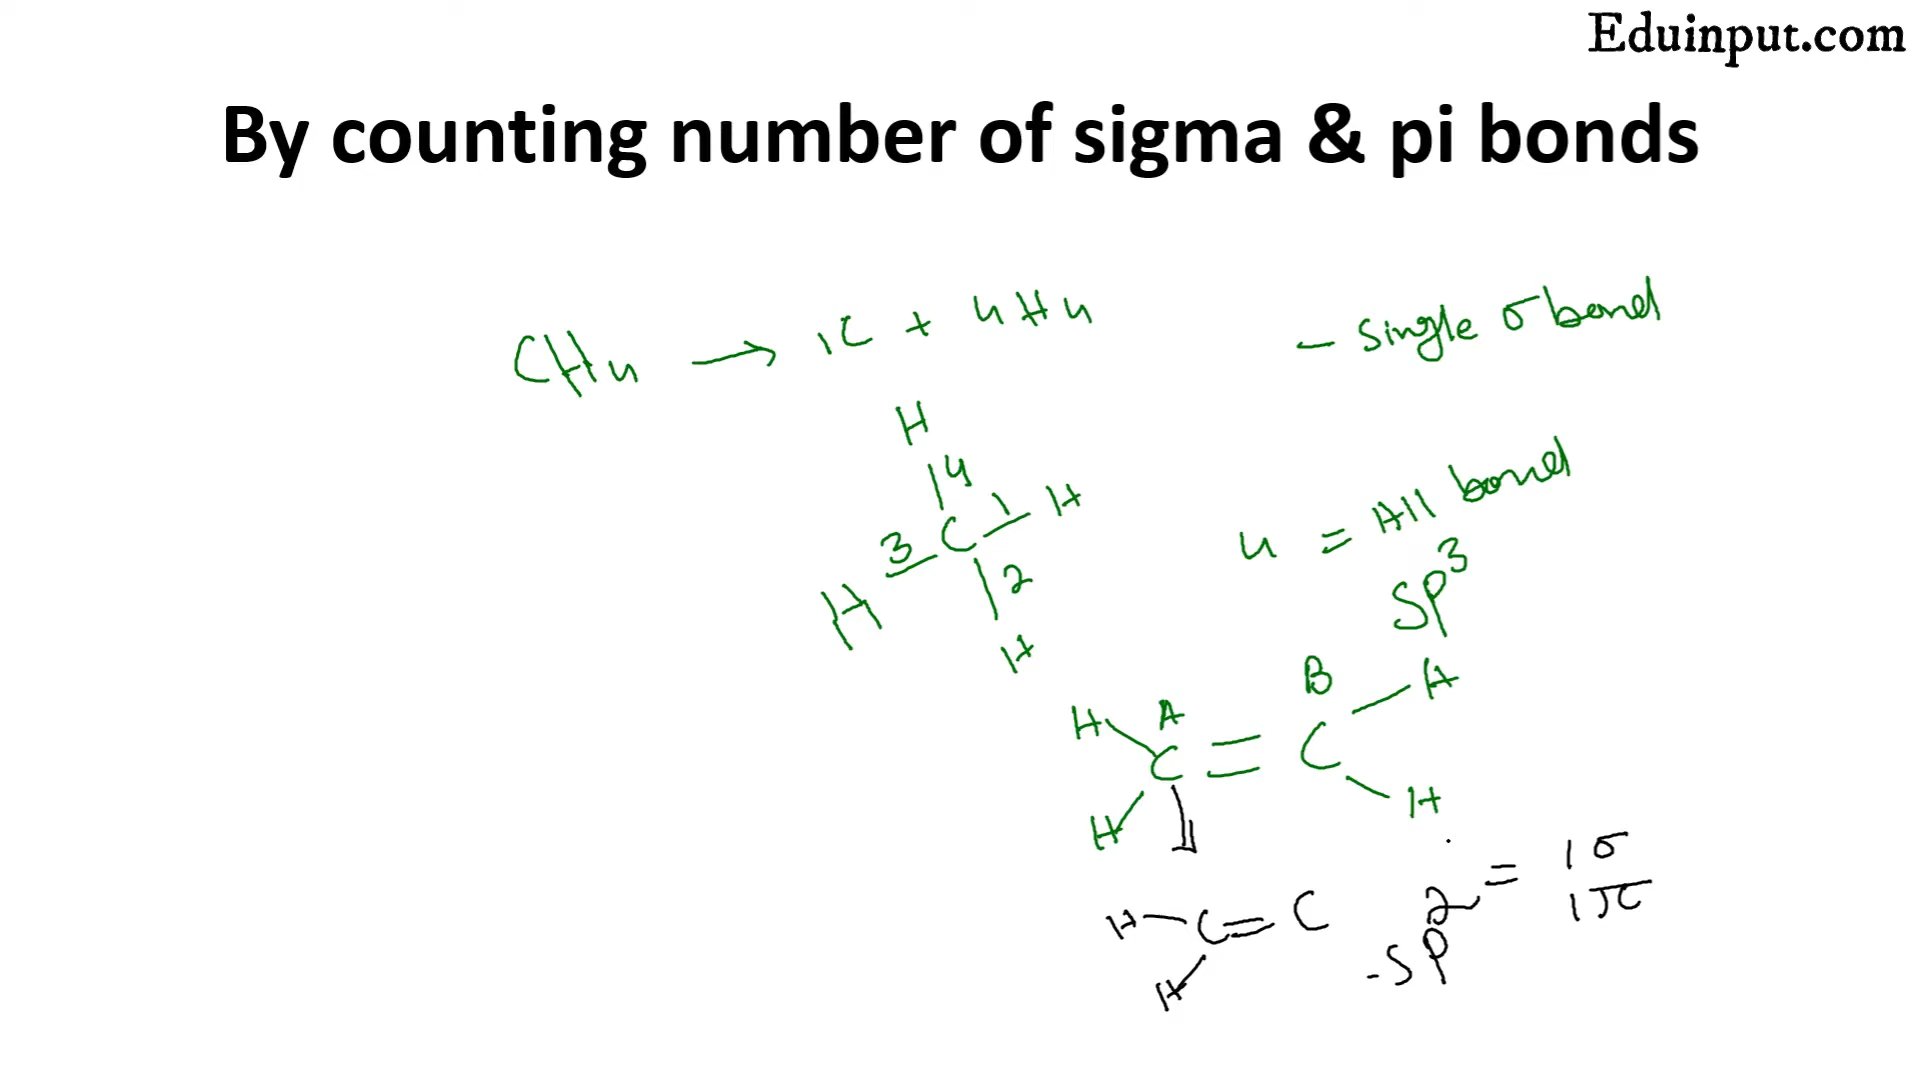 Eduinput.com
By counting number of sigma & pi bonds
CH4 → 1C + 4H4
- single σ bond
H
4
C 1 H
3
H
2
H
4 = All bond
SP3
H A
C = C
B
H
H
H
H - C = C
H
- SP2 = 1σ
1π